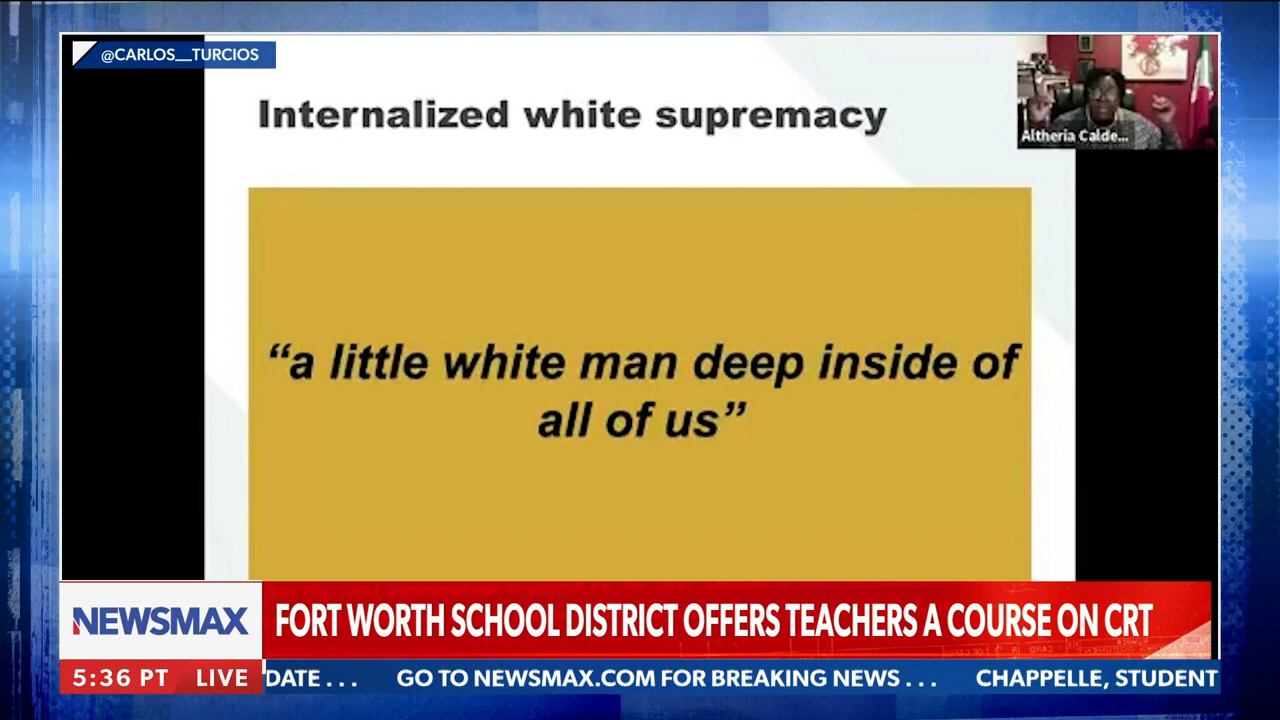 @CARLOS__TURCIOS
Internalized white supremacy
Altheria Calde...
“a little white man deep inside of
all of us”
NEWSMAX
FORT WORTH SCHOOL DISTRICT OFFERS TEACHERS A COURSE ON CRT
5:36 PT LIVE
DATE . . . GO TO NEWSMAX.COM FOR BREAKING NEWS . . . CHAPPELLE, STUDENT